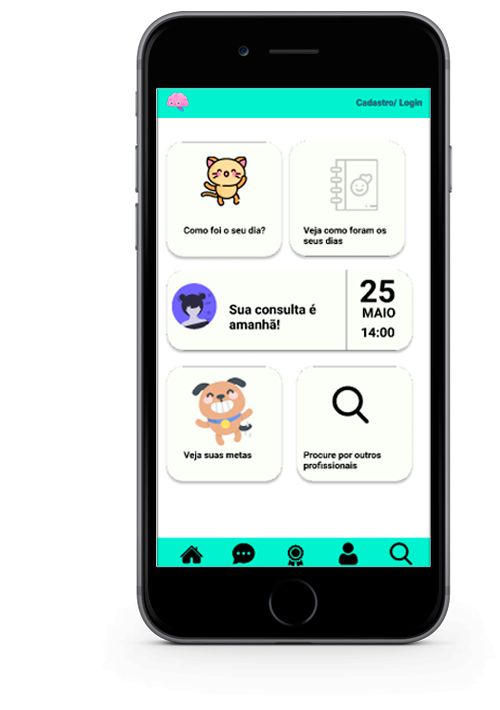 Cadastro/ Login
Como foi o seu dia?
Veja como foram os
seus dias
Sua consulta é
amanhã!
25
MAIO
14:00
Veja suas metas
Procure por outros
profissionais